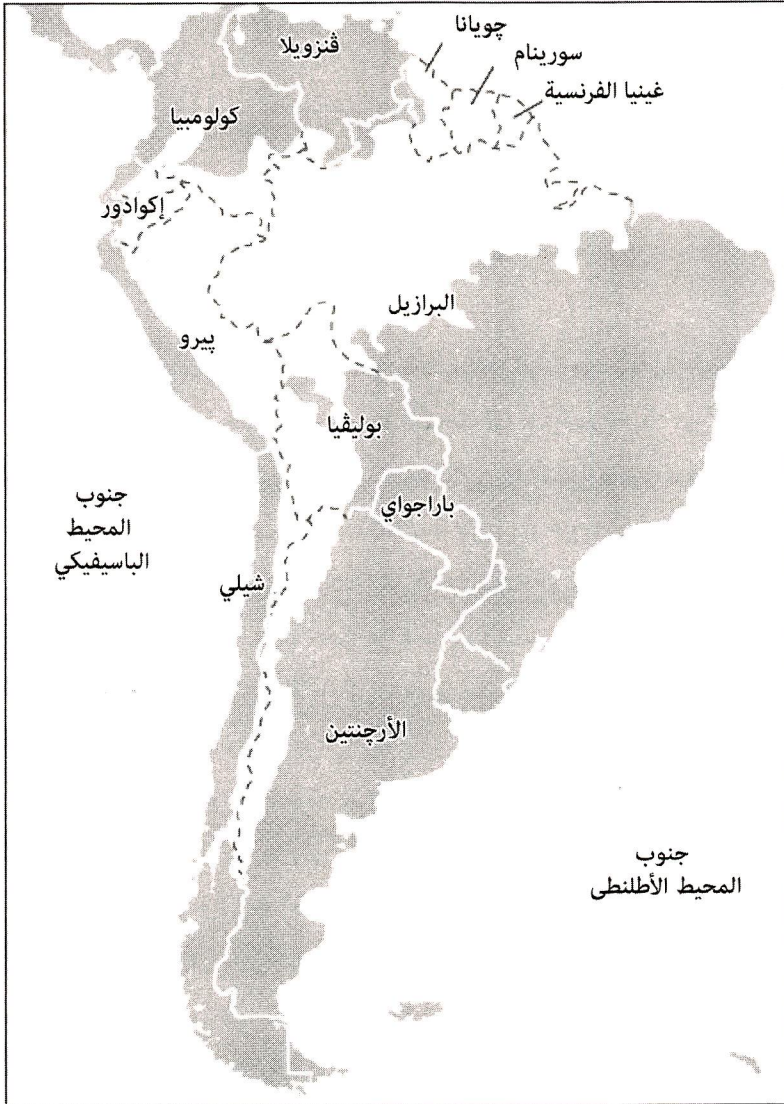 چويانا
ڤنزويلا
سورينام
غينيا الفرنسية
كولومبيا
إكوادور
البرازيل
پيرو
بوليڤيا
جنوب
المحيط
الباسيفيكي
باراجواي
شيلي
الأرچنتين
جنوب
المحيط الأطلنطى